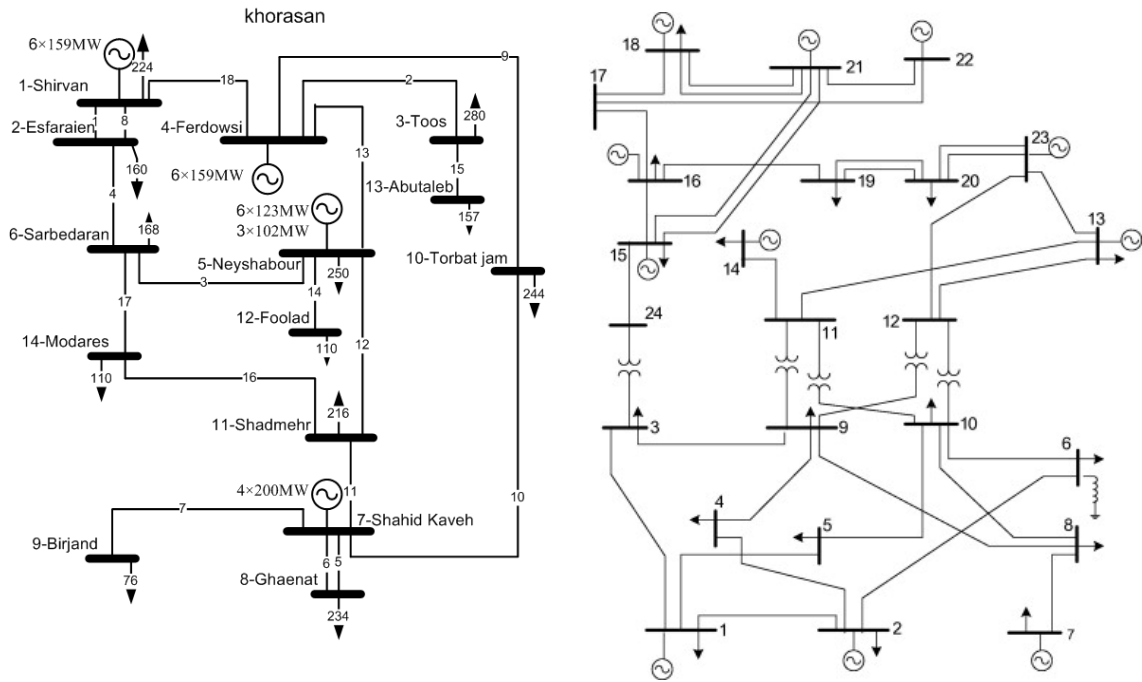 khorasan
6×159MW
224
9
18
2
1-Shirvan
1
8
2-Esfaraien
4-Ferdowsi
3-Toos
280
13
160
15
6×159MW
13-Abutaleb
4
6×123MW
157
3×102MW
6-Sarbedaran
168
5-Neyshabour
10-Torbat jam
250
3
244
14
17
12-Foolad
14-Modares
110
12
110
16
216
11-Shadmehr
4×200MW
11
10
7
7-Shahid Kaveh
9-Birjand
6
5
8-Ghaenat
76
234
18
21
22
17
23
16
19
20
13
15
14
24
11
12
3
9
10
6
4
5
8
1
2
7